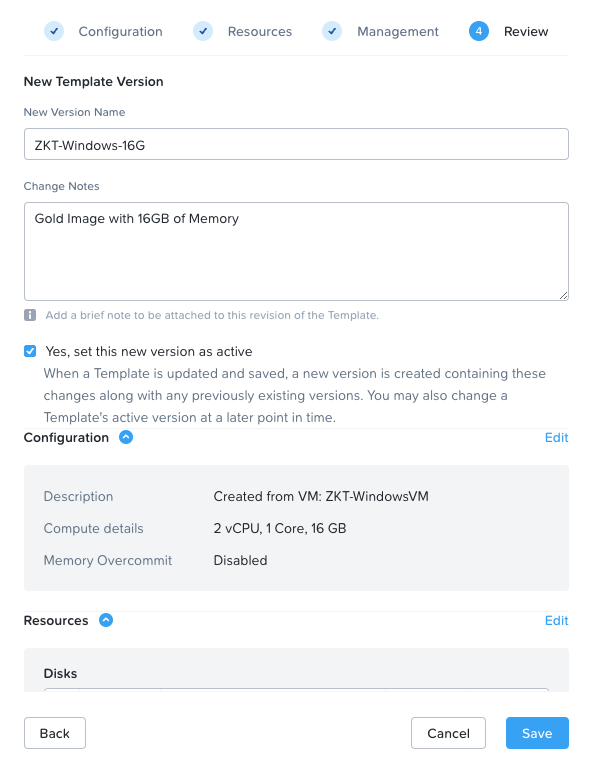 Configuration Resources Management 4 Review
New Template Version
New Version Name
ZKT-Windows-16G
Change Notes
Gold Image with 16GB of Memory
Add a brief note to be attached to this revision of the Template.
Yes, set this new version as active
When a Template is updated and saved, a new version is created containing these
changes along with any previously existing versions. You may also change a
Template's active version at a later point in time.
Configuration Edit
Description Created from VM: ZKT-WindowsVM
Compute details 2 vCPU, 1 Core, 16 GB
Memory Overcommit Disabled
Resources Edit
Disks
Back Cancel Save